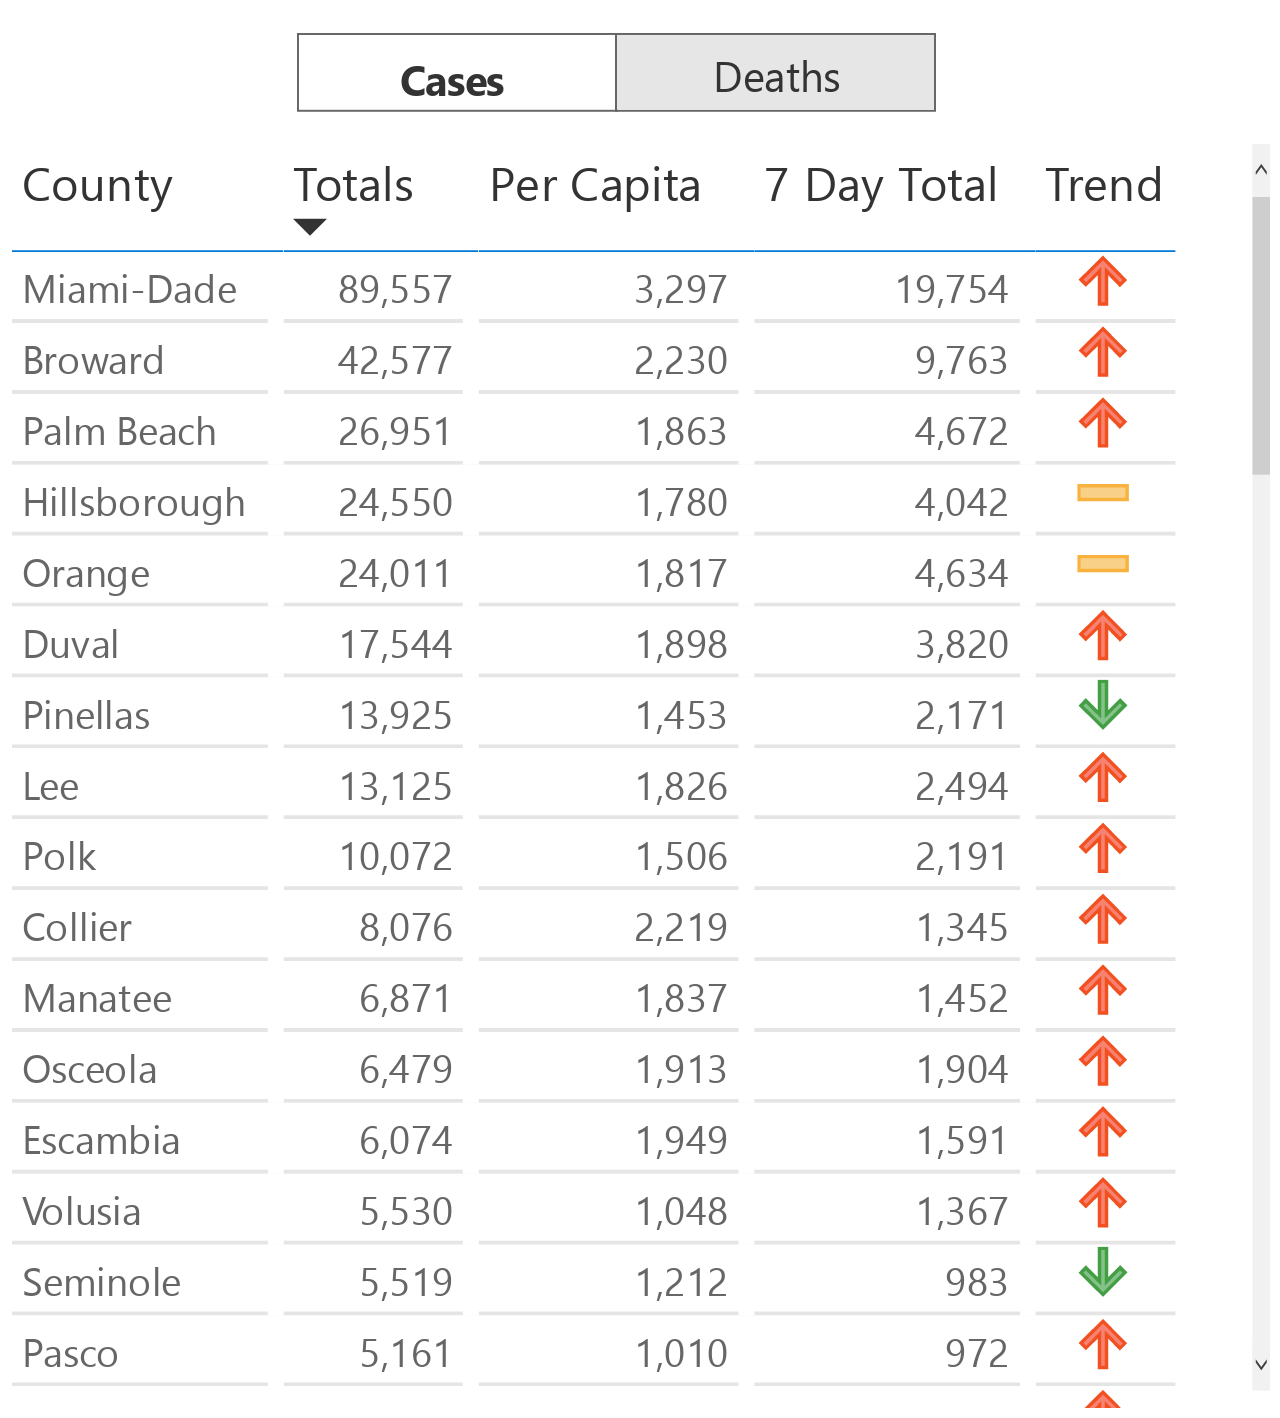 Cases Deaths
County Totals Per Capita 7 Day Total Trend
Miami-Dade 89,557 3,297 19,754
Broward 42,577 2,230 9,763
Palm Beach 26,951 1,863 4,672
Hillsborough 24,550 1,780 4,042
Orange 24,011 1,817 4,634
Duval 17,544 1,898 3,820
Pinellas 13,925 1,453 2,171
Lee 13,125 1,826 2,494
Polk 10,072 1,506 2,191
Collier 8,076 2,219 1,345
Manatee 6,871 1,837 1,452
Osceola 6,479 1,913 1,904
Escambia 6,074 1,949 1,591
Volusia 5,530 1,048 1,367
Seminole 5,519 1,212 983
Pasco 5,161 1,010 972